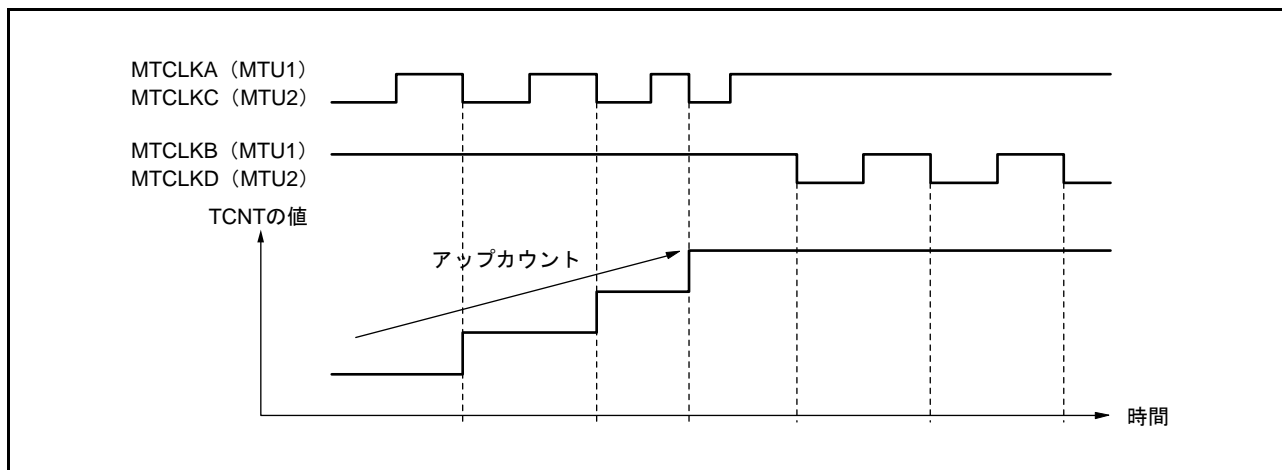 MTCLKA（MTU1）
MTCLKC（MTU2）
MTCLKB（MTU1）
MTCLKD（MTU2）
TCNTの値
アップカウント
時間